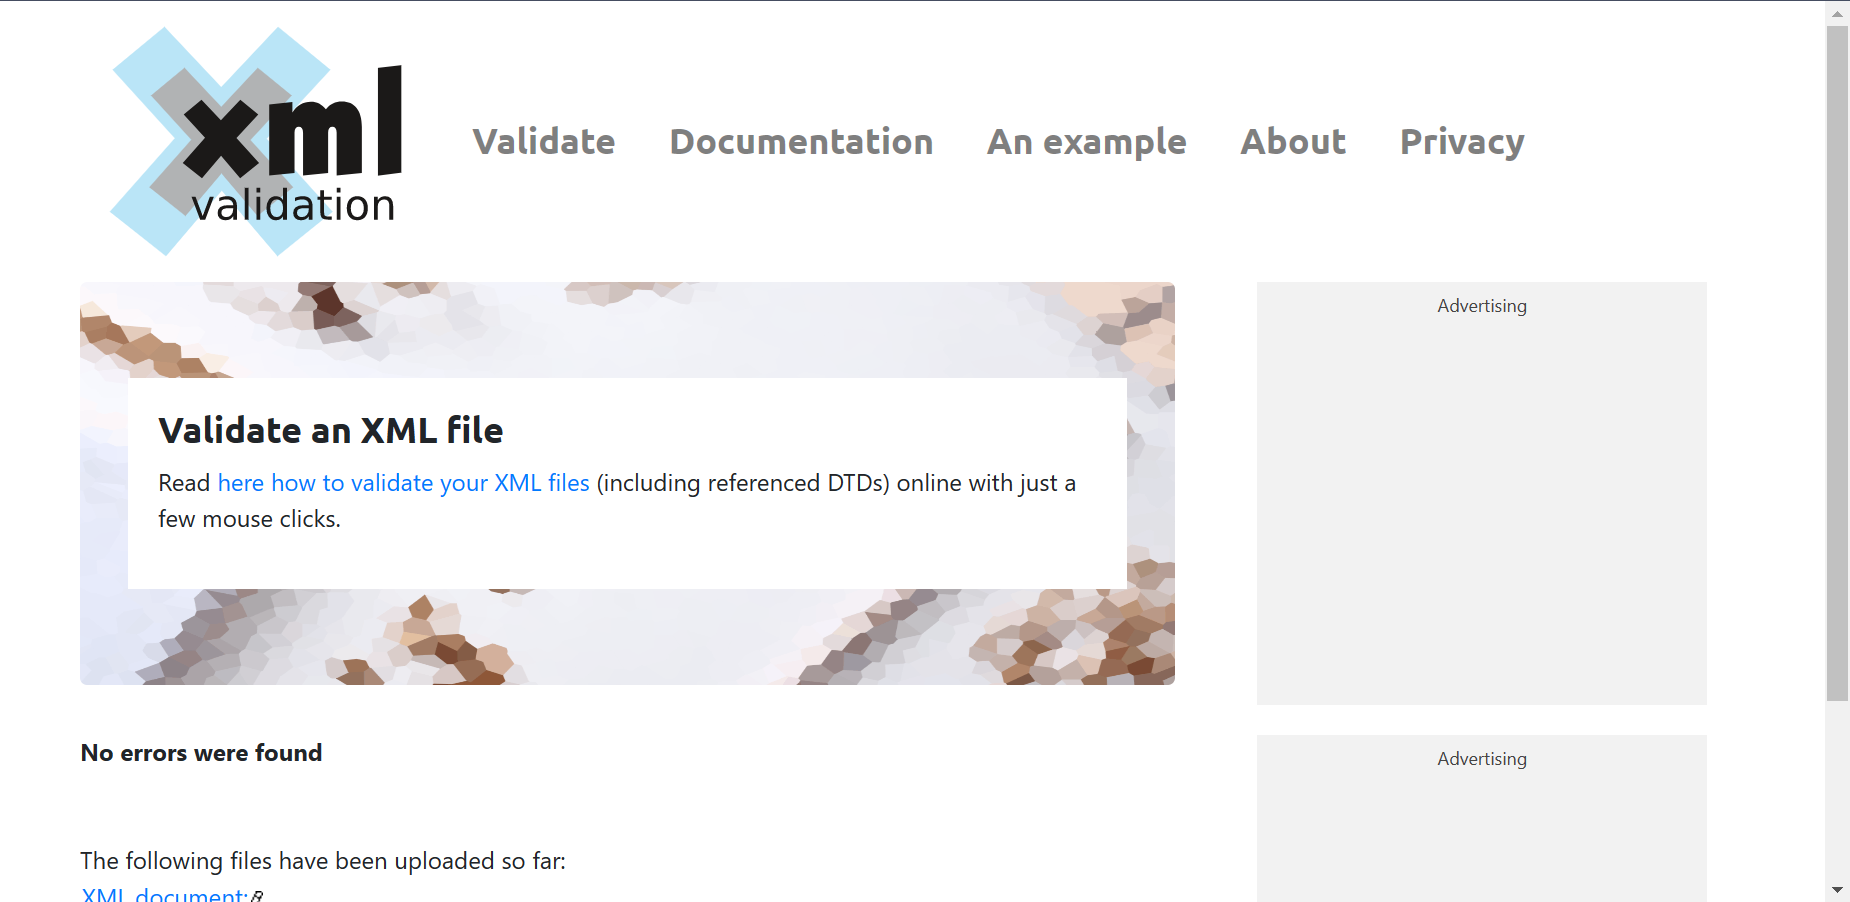 xml
validation
Validate Documentation An example About Privacy
Advertising
Validate an XML file
Read here how to validate your XML files (including referenced DTDs) online with just a
few mouse clicks.
No errors were found
Advertising
The following files have been uploaded so far:
XML document: